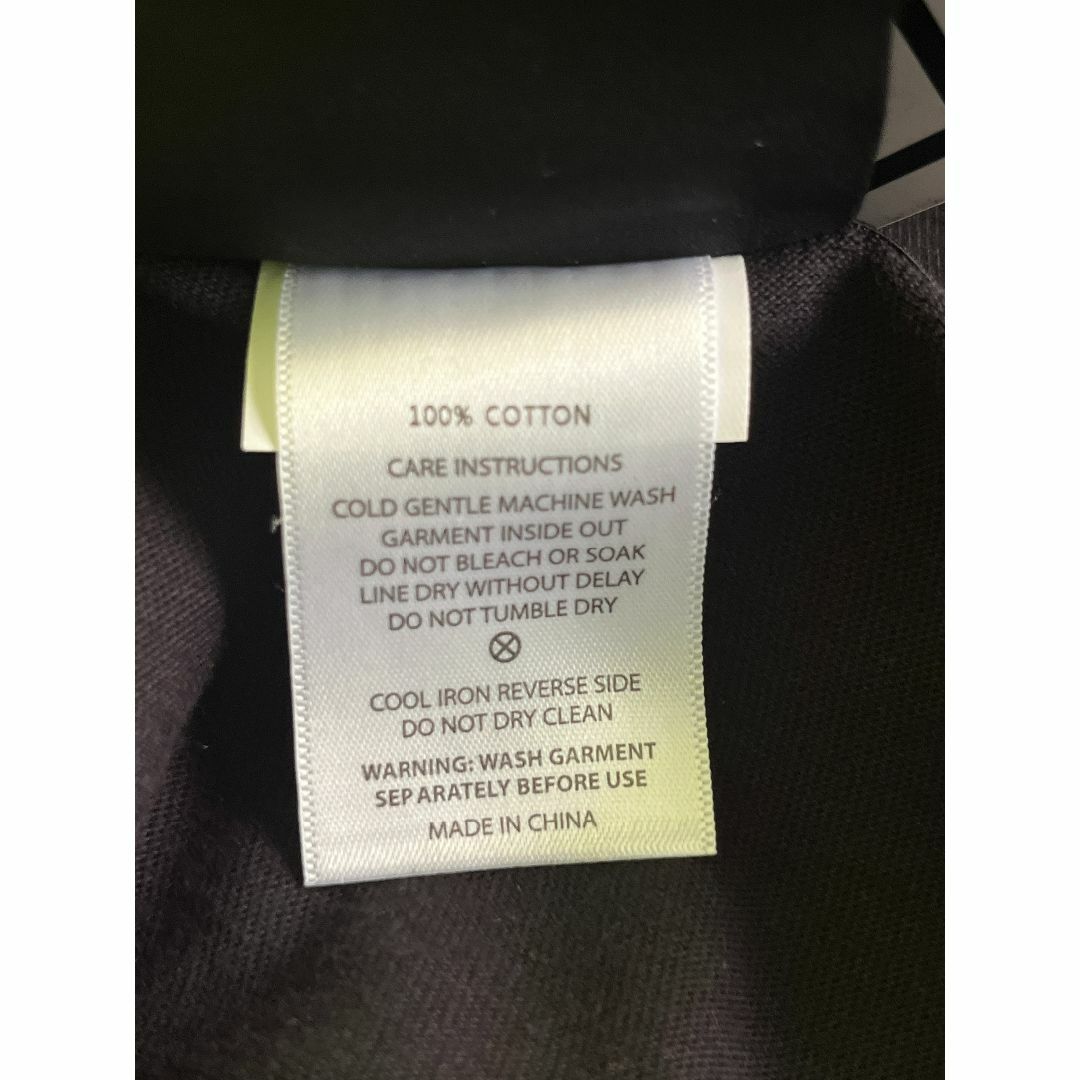 100% COTTON
CARE INSTRUCTIONS
COLD GENTLE MACHINE WASH
GARMENT INSIDE OUT
DO NOT BLEACH OR SOAK
LINE DRY WITHOUT DELAY
DO NOT TUMBLE DRY
COOL IRON REVERSE SIDE
DO NOT DRY CLEAN
WARNING: WASH GARMENT
SEPARATELY BEFORE USE
MADE IN CHINA